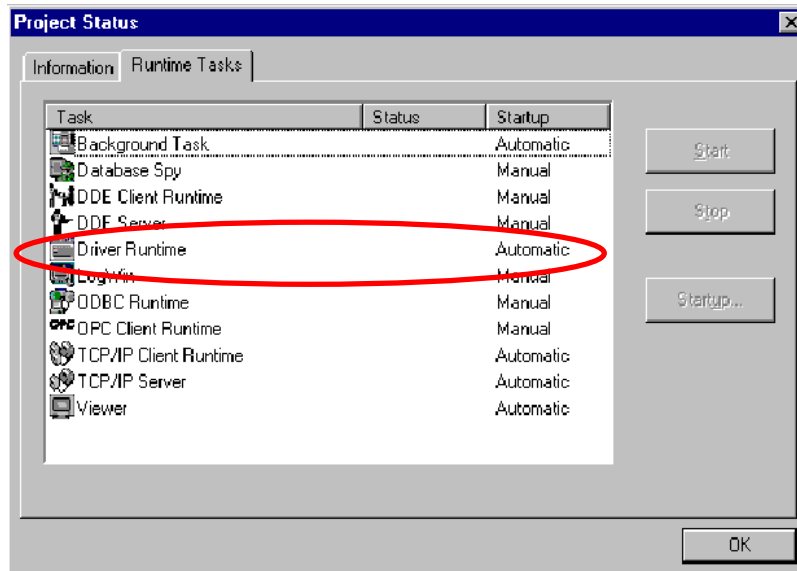 Project Status
Information Runtime Tasks
Task Status Startup
Background Task Automatic
Database Spy Manual
DDE Client Runtime Manual
DDE Server Manual
Driver Runtime Automatic
LogWin Manual
ODBC Runtime Manual
OPC Client Runtime Manual
TCP/IP Client Runtime Automatic
TCP/IP Server Automatic
Viewer Automatic
Start
Stop
Startup...
OK